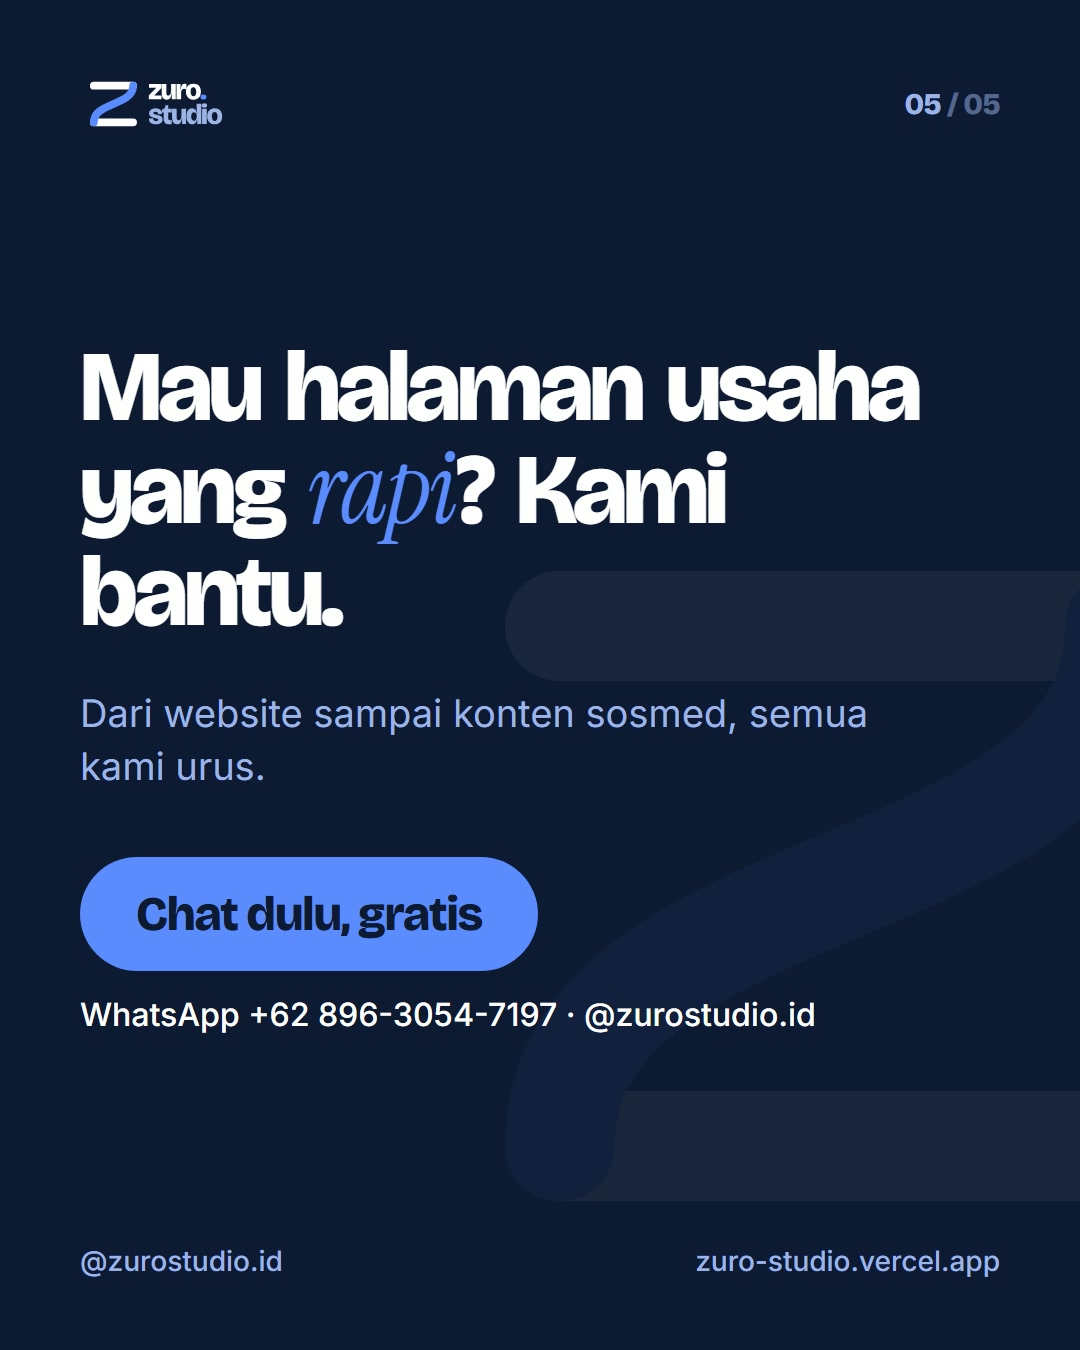 zuro.
studio
05 / 05
Mau halaman usaha
yang rapi? Kami
bantu.
Dari website sampai konten sosmed, semua
kami urus.
Chat dulu, gratis
WhatsApp +62 896-3054-7197 · @zurostudio.id
@zurostudio.id
zuro-studio.vercel.app